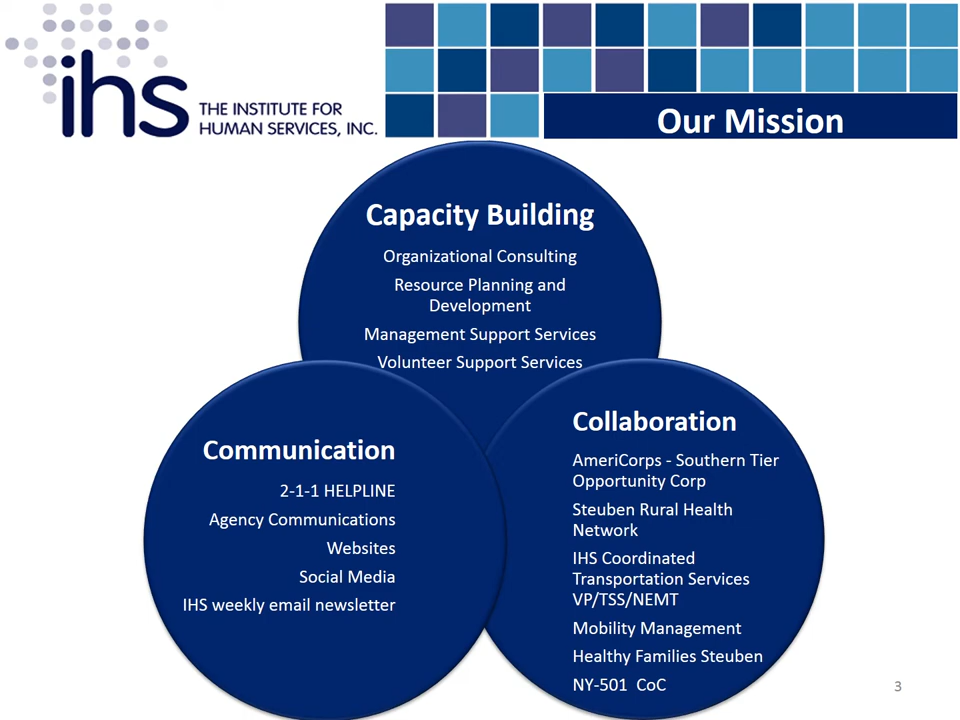 ihs
THE INSTITUTE FOR
HUMAN SERVICES, INC.
Our Mission
Capacity Building
Organizational Consulting
Resource Planning and
Development
Management Support Services
Volunteer Support Services
Communication
2-1-1 HELPLINE
Agency Communications
Websites
Social Media
IHS weekly email newsletter
Collaboration
AmeriCorps - Southern Tier
Opportunity Corp
Steuben Rural Health
Network
IHS Coordinated
Transportation Services
VP/TSS/NEMT
Mobility Management
Healthy Families Steuben
NY-501 CoC
3